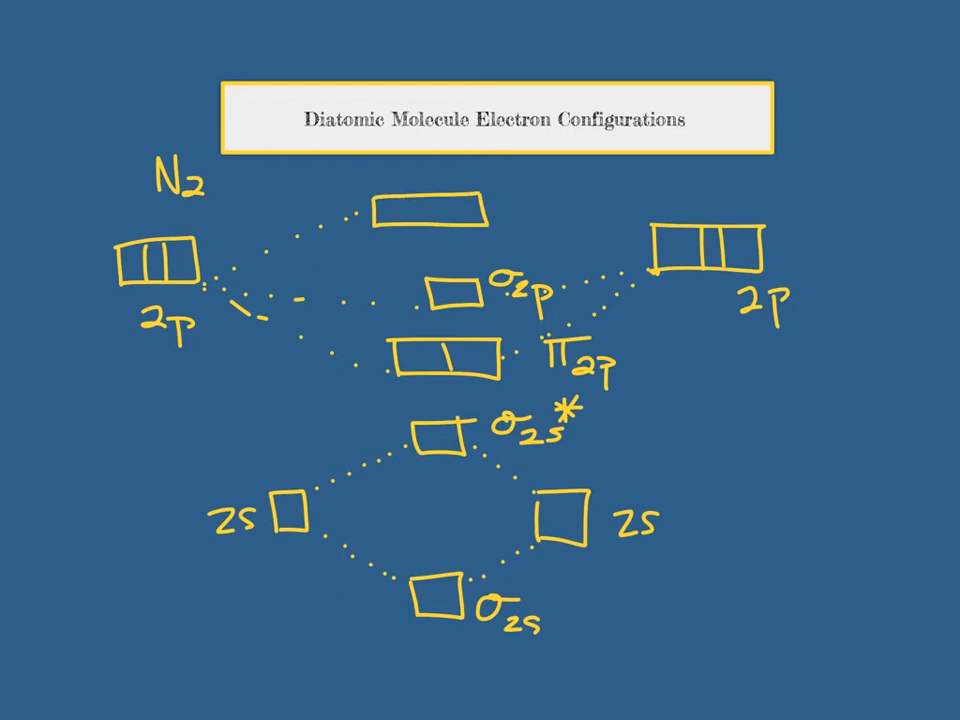 Diatomic Molecule Electron Configurations
N2
σ2p
2p
2p
π2p
σ2s*
2s
2s
σ2s